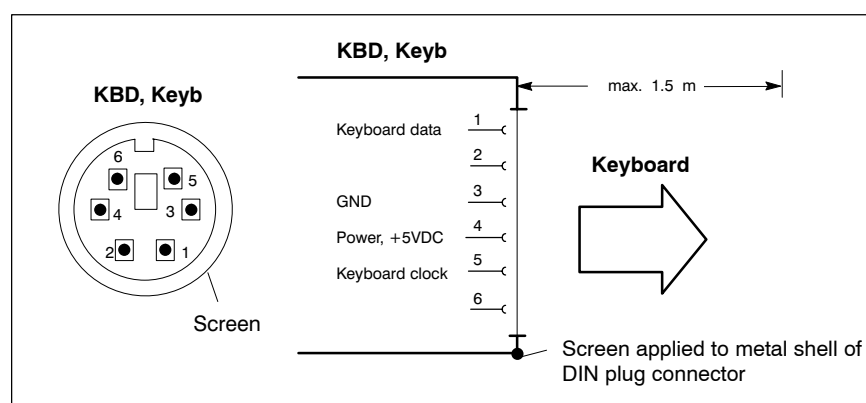 KBD, Keyb
6
5
4
3
2
1
Screen
KBD, Keyb
max. 1.5 m
Keyboard data 1
2
GND 3
Power, +5VDC 4
Keyboard clock 5
6
Keyboard
Screen applied to metal shell of
DIN plug connector